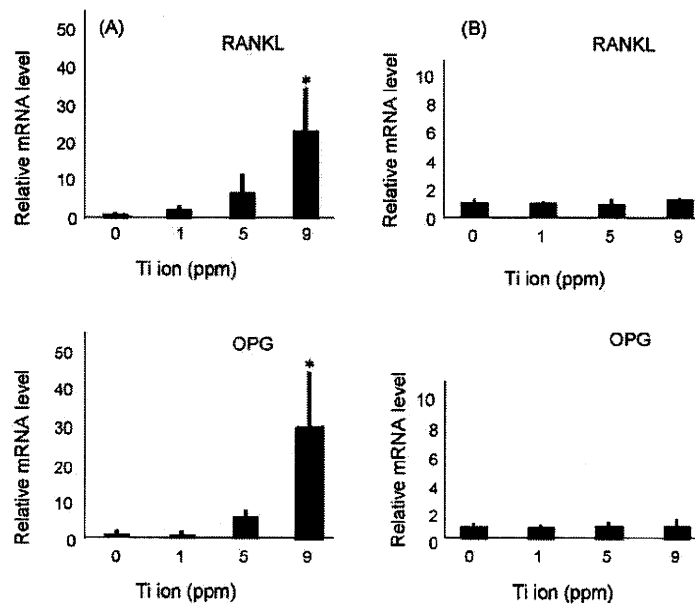 (A)
RANKL
50
40
30
20
10
0
*
Relative mRNA level
0 1 5 9
Ti ion (ppm)
(B)
RANKL
10
8
6
4
2
0
Relative mRNA level
0 1 5 9
Ti ion (ppm)
OPG
50
40
30
20
10
0
*
Relative mRNA level
0 1 5 9
Ti ion (ppm)
OPG
10
8
6
4
2
0
Relative mRNA level
0 1 5 9
Ti ion (ppm)